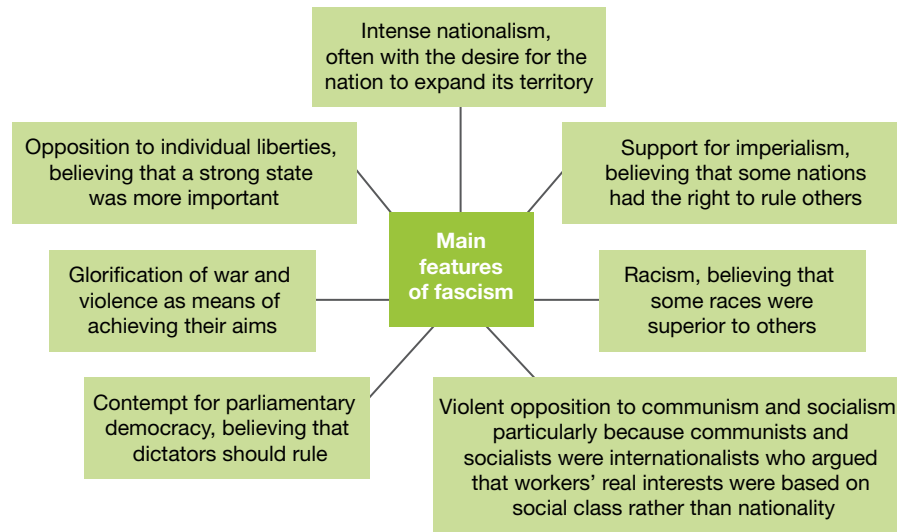 Intense nationalism,
often with the desire for the
nation to expand its territory
Opposition to individual liberties,
believing that a strong state
was more important
Support for imperialism,
believing that some nations
had the right to rule others
Main
features
of fascism
Glorification of war and
violence as means of
achieving their aims
Racism, believing that
some races were
superior to others
Contempt for parliamentary
democracy, believing that
dictators should rule
Violent opposition to communism and socialism
particularly because communists and
socialists were internationalists who argued
that workers’ real interests were based on
social class rather than nationality